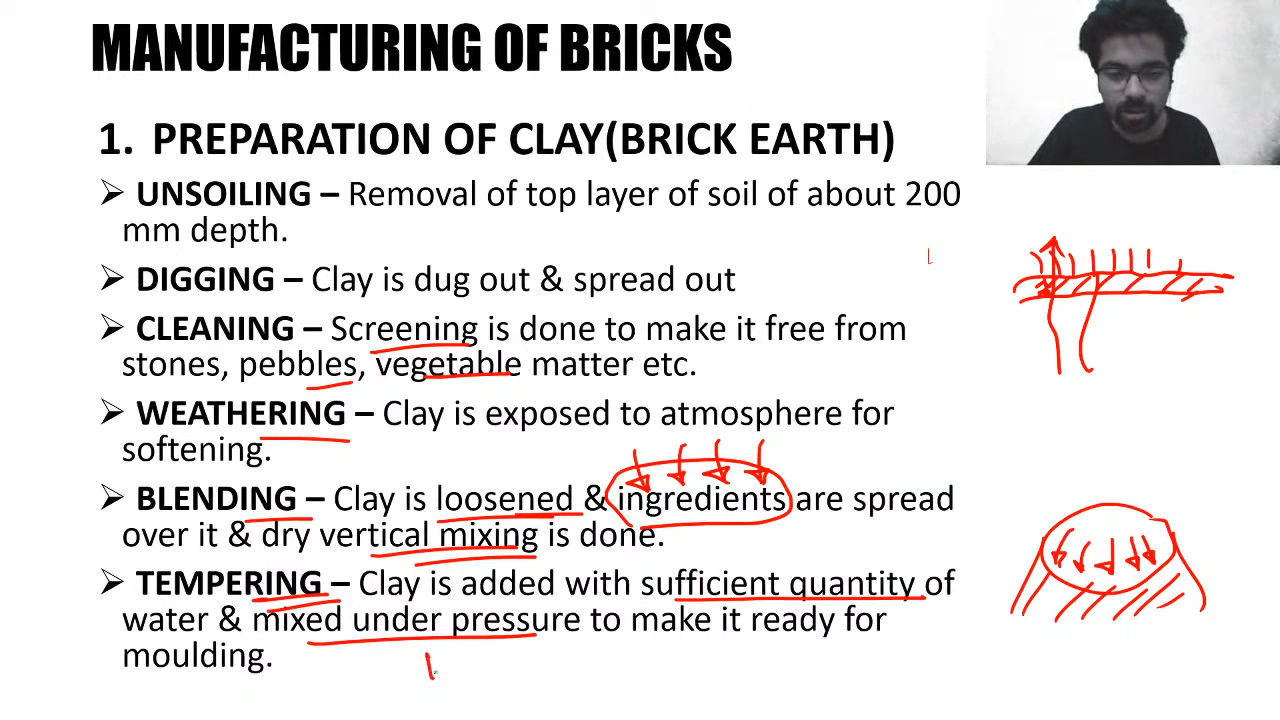 MANUFACTURING OF BRICKS
1. PREPARATION OF CLAY(BRICK EARTH)
➢ UNSOILING – Removal of top layer of soil of about 200
mm depth.
➢ DIGGING – Clay is dug out & spread out
➢ CLEANING – Screening is done to make it free from
stones, pebbles, vegetable matter etc.
➢ WEATHERING – Clay is exposed to atmosphere for
softening.
➢ BLENDING – Clay is loosened & ingredients are spread
over it & dry vertical mixing is done.
➢ TEMPERING – Clay is added with sufficient quantity of
water & mixed under pressure to make it ready for
moulding.